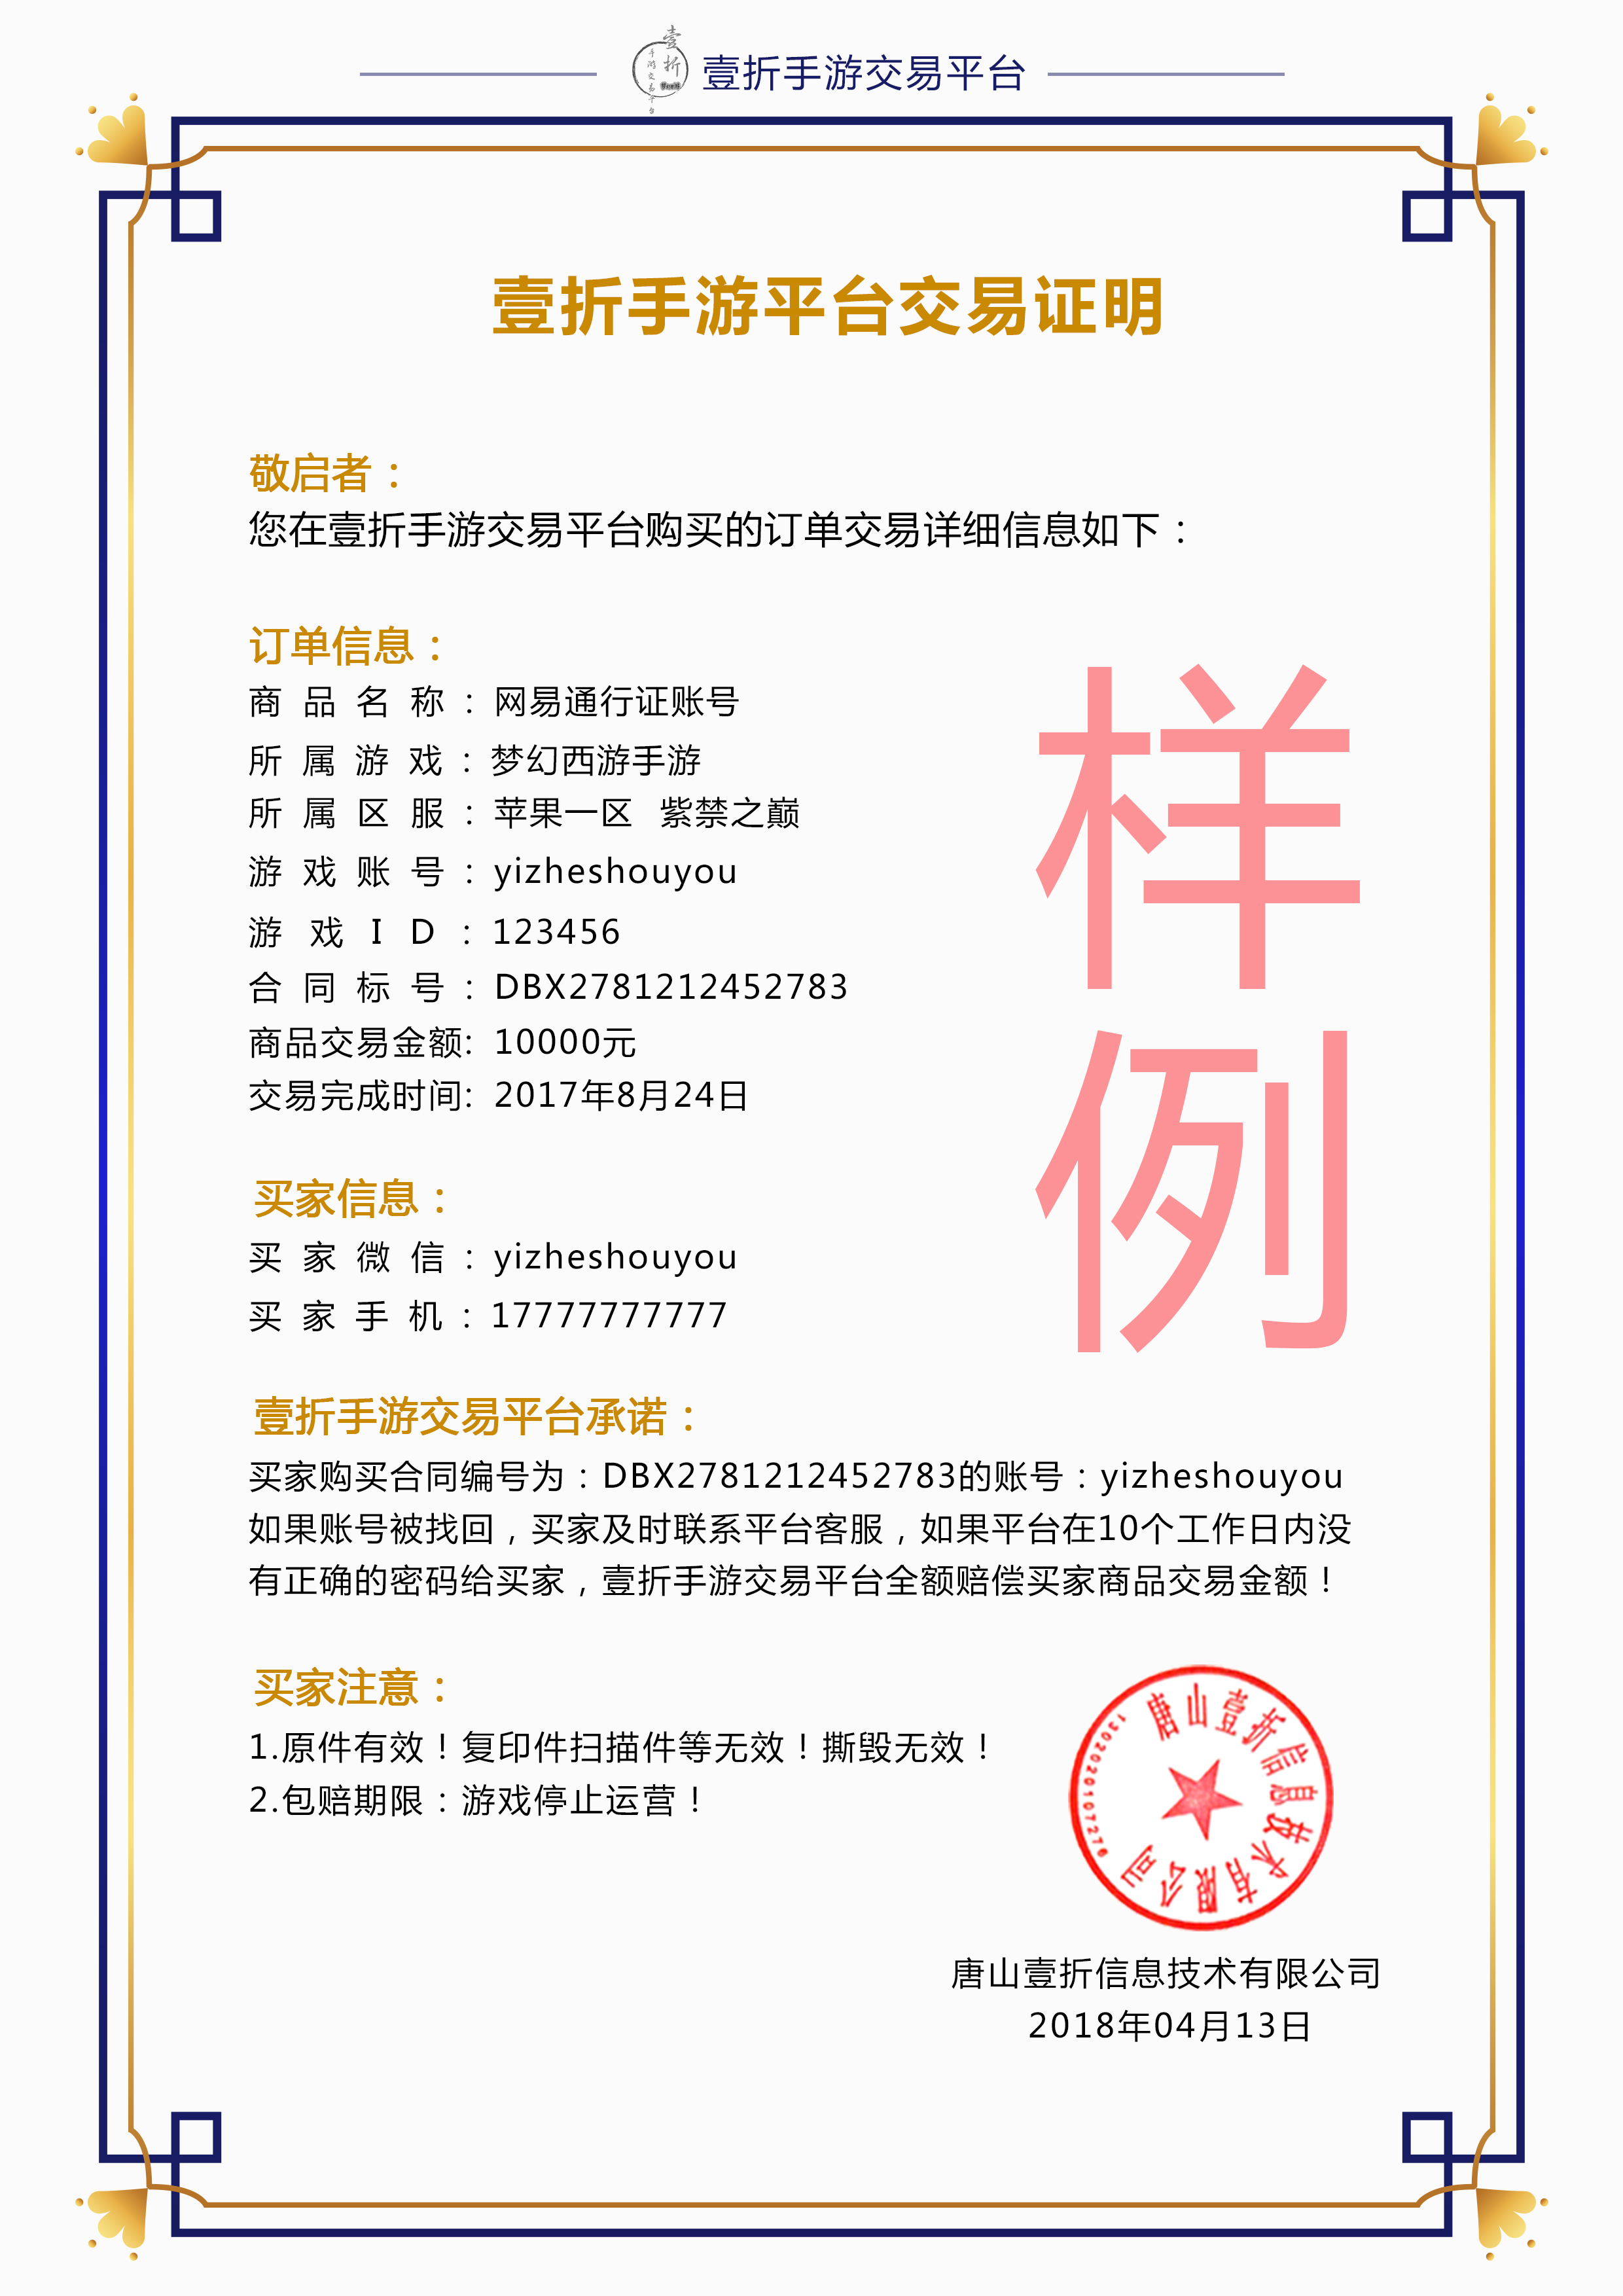 壹折
手游交易平台
壹折手游交易平台
壹折手游平台交易证明
敬启者：
您在壹折手游交易平台购买的订单交易详细信息如下：
订单信息：
商品名称：网易通行证账号
所属游戏：梦幻西游手游
所属区服：苹果一区 紫禁之巅
游戏账号：yizheshouyou
游戏ID：123456
合同标号：DBX2781212452783
商品交易金额：10000元
交易完成时间：2017年8月24日
样例
买家信息：
买家微信：yizheshouyou
买家手机：17777777777
壹折手游交易平台承诺：
买家购买合同编号为：DBX2781212452783的账号：yizheshouyou
如果账号被找回，买家及时联系平台客服，如果平台在10个工作日内没
有正确的密码给买家，壹折手游交易平台全额赔偿买家商品交易金额！
买家注意：
1.原件有效！复印件扫描件等无效！撕毁无效！
2.包赔期限：游戏停止运营！
唐山壹折信息技术有限公司
1302020107276
唐山壹折信息技术有限公司
2018年04月13日